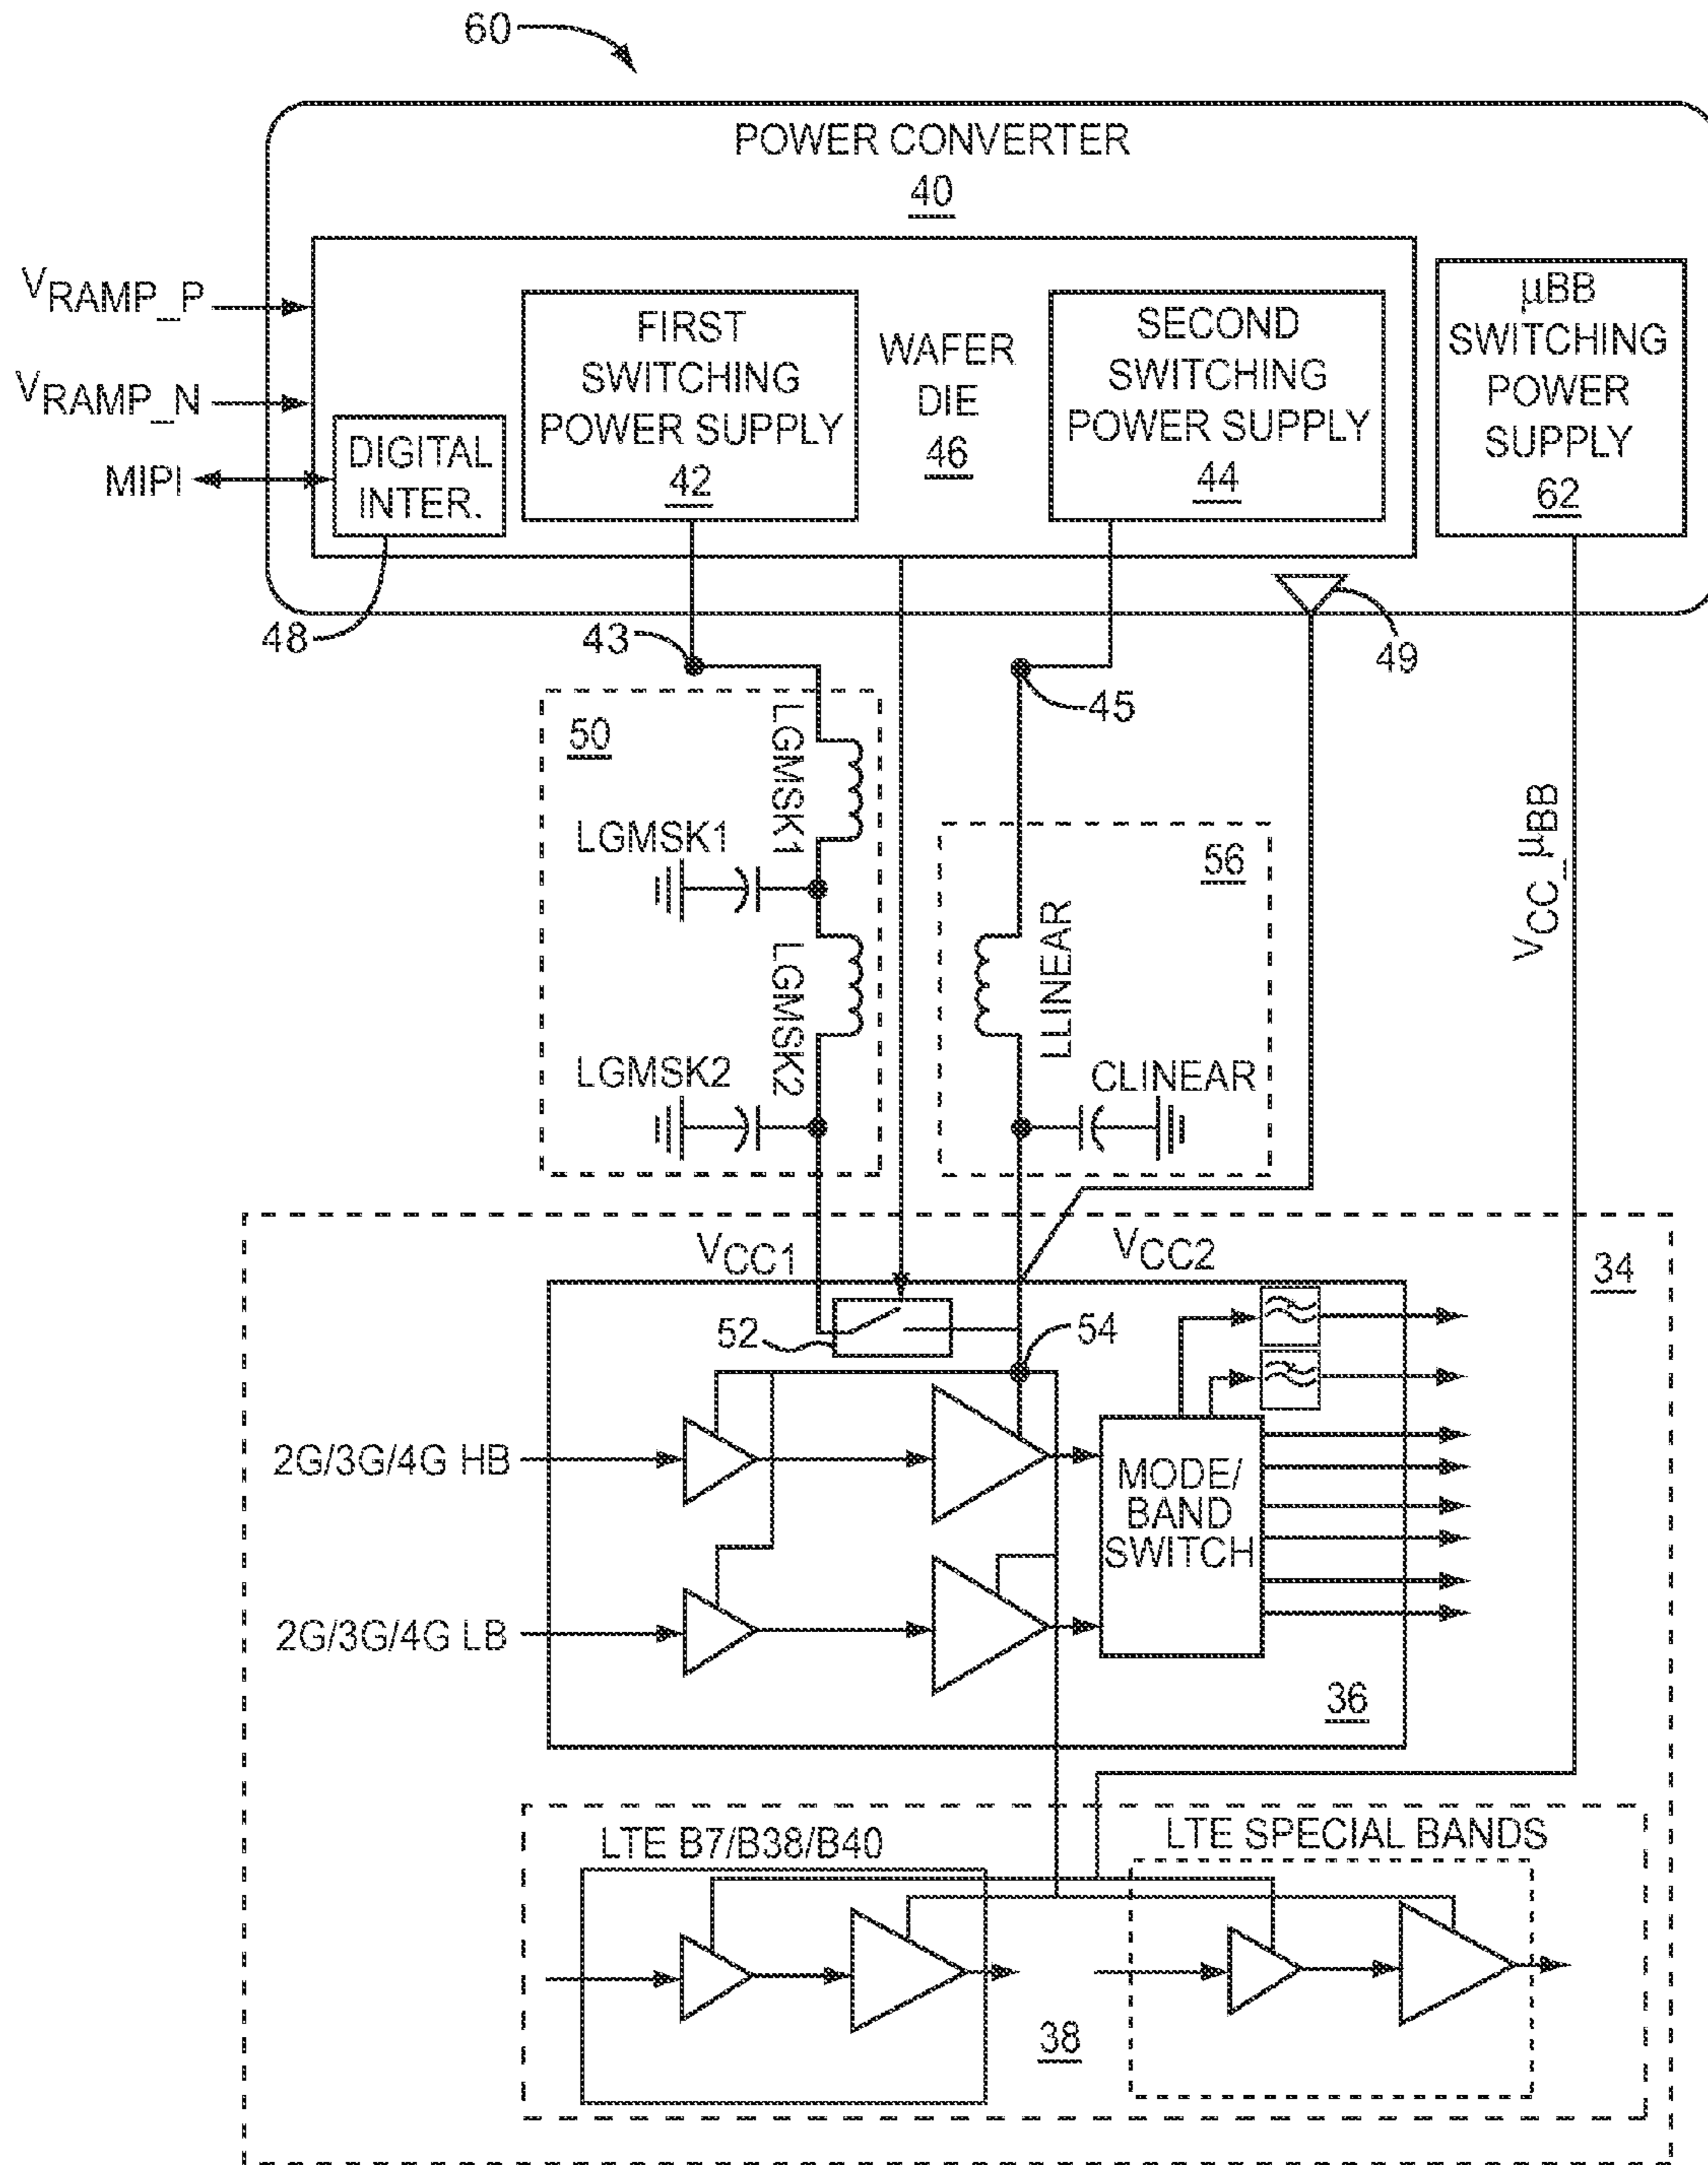 60
POWER CONVERTER
40
VRAMP_P
VRAMP_N
MIPI
DIGITAL
INTER.
48
FIRST
SWITCHING
POWER SUPPLY
42
WAFER
DIE
46
SECOND
SWITCHING
POWER SUPPLY
44
µBB
SWITCHING
POWER
SUPPLY
62
43
45
49
50
LGMSK1
LGMSK1
LGMSK2
LGMSK2
56
LLINEAR
CLINEAR
VCC_µBB
VCC1
VCC2
34
52
54
2G/3G/4G HB
2G/3G/4G LB
MODE/
BAND
SWITCH
36
LTE B7/B38/B40
LTE SPECIAL BANDS
38